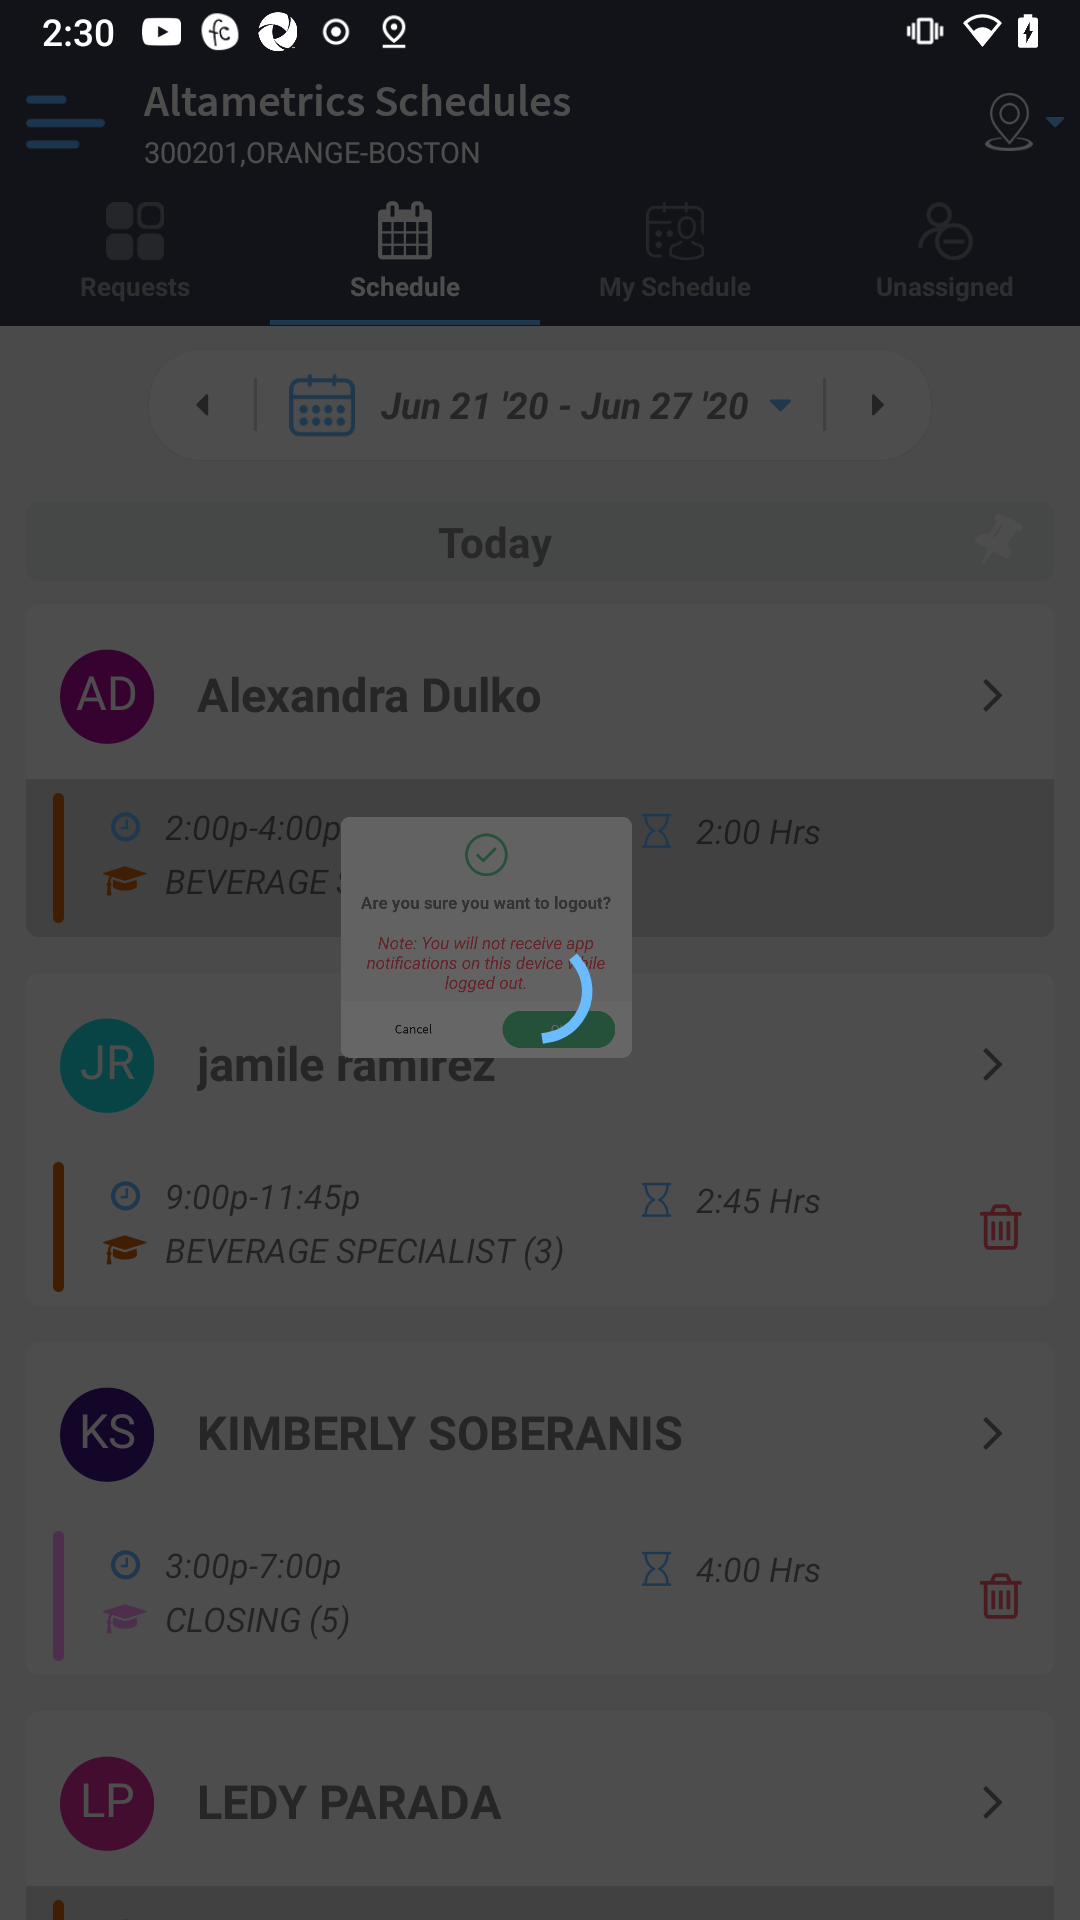 2:30
Altametrics Schedules
300201,ORANGE-BOSTON
Requests
Schedule
My Schedule
Unassigned
Jun 21 '20 - Jun 27 '20
Today
AD
Alexandra Dulko
2:00p-4:00p
2:00 Hrs
BEVERAGE
Are you sure you want to logout?
Note: You will not receive app
notifications on this device while
logged out.
Cancel
JR
jamile ramirez
9:00p-11:45p
2:45 Hrs
BEVERAGE SPECIALIST (3)
KS
KIMBERLY SOBERANIS
3:00p-7:00p
4:00 Hrs
CLOSING (5)
LP
LEDY PARADA